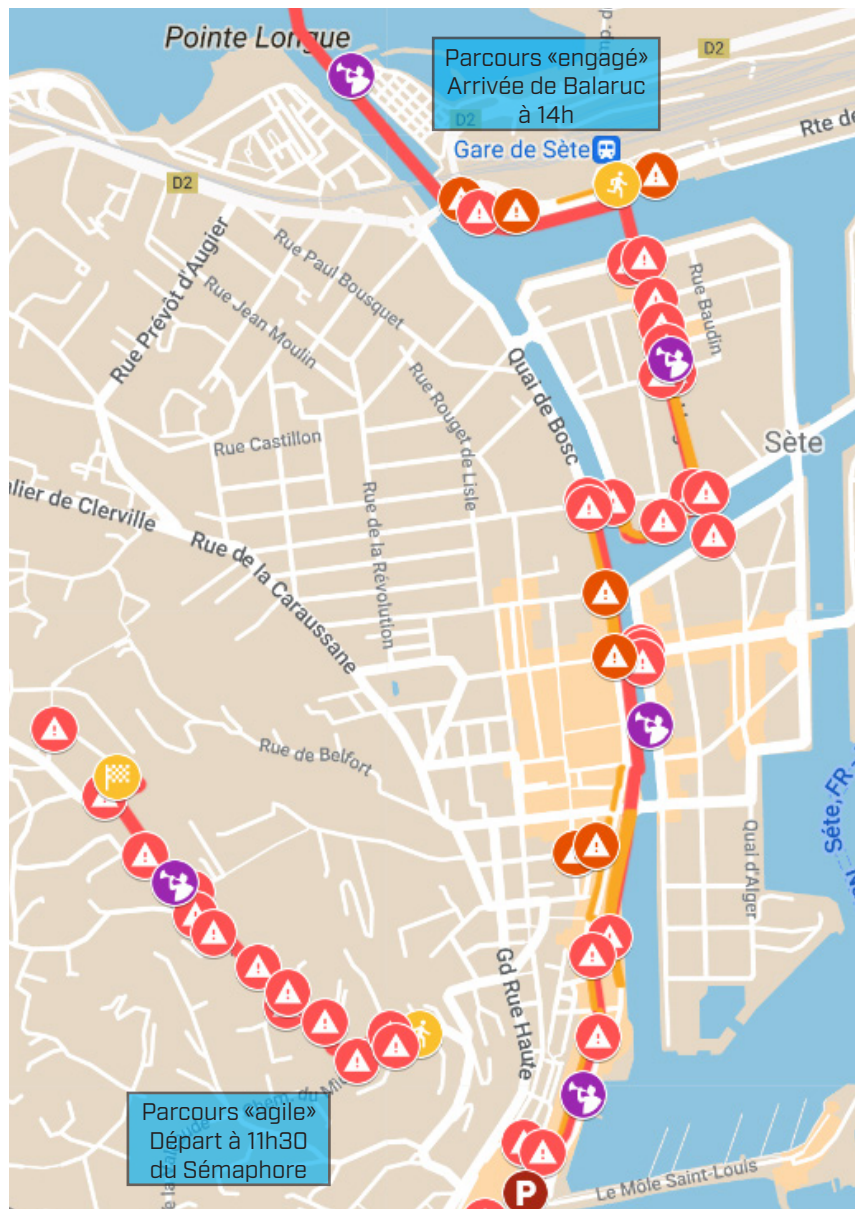 Pointe Longue
Parcours «engagé»
Arrivée de Balaruc
à 14h
D2
D2
Gare de Sète
Rte de
D2
Rue Prévôt d'Augier
Rue Paul Bousquet
Rue Jean Moulin
Rue Baudin
Quai de Bosc
Rue Rouget de Lisle
Rue Castillon
Sète
alier de Clerville
Rue de la Caraussane
Rue de la Révolution
Rue de Belfort
Sète, FR
Quai d'Alger
Gd Rue Haute
Chem. du
Parcours «agile»
Départ à 11h30
du Sémaphore
Le Môle Saint-Louis
P